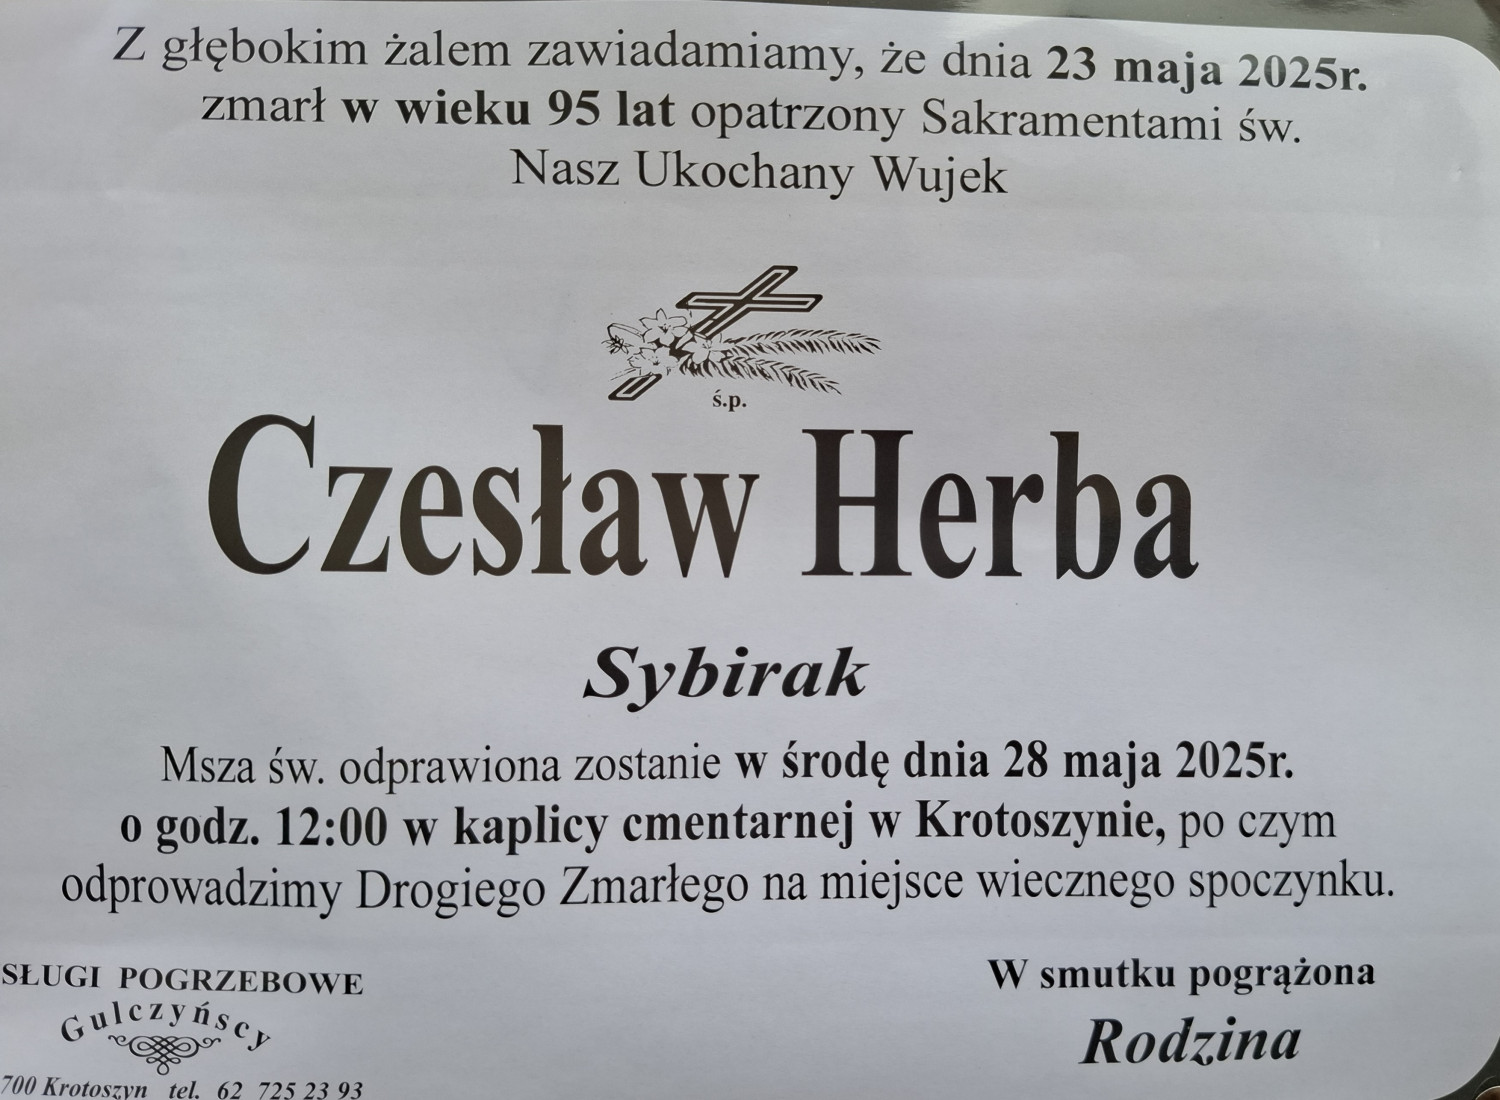 Z głębokim żalem zawiadamiamy, że dnia 23 maja 2025r.
zmarł w wieku 95 lat opatrzony Sakramentami św.
Nasz Ukochany Wujek
ś.p.
Czesław Herba
Sybirak
Msza św. odprawiona zostanie w środę dnia 28 maja 2025r.
o godz. 12:00 w kaplicy cmentarnej w Krotoszynie, po czym
odprowadzimy Drogiego Zmarłego na miejsce wiecznego spoczynku.
SŁUGI POGRZEBOWE
Gulczyńscy
700 Krotoszyn tel. 62 725 23 93
W smutku pogrążona
Rodzina